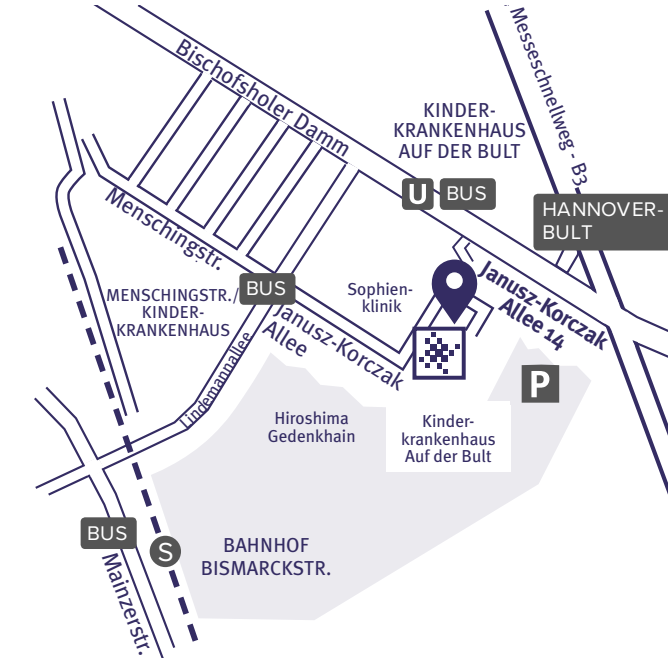 Bischofsholer Damm
Messeschnellweg - B3
KINDER-
KRANKENHAUS
AUF DER BULT
U BUS
HANNOVER-
BULT
Menschingstr.
MENSCHINGSTR./
KINDER-
KRANKENHAUS
BUS
Sophien-
klinik
Janusz-Korczak
Allee 14
Janusz-Korczak
Allee
Lindemannallee
P
Hiroshima
Gedenkhain
Kinder-
krankenhaus
Auf der Bult
BUS
S
BAHNHOF
BISMARCKSTR.
Mainzerstr.